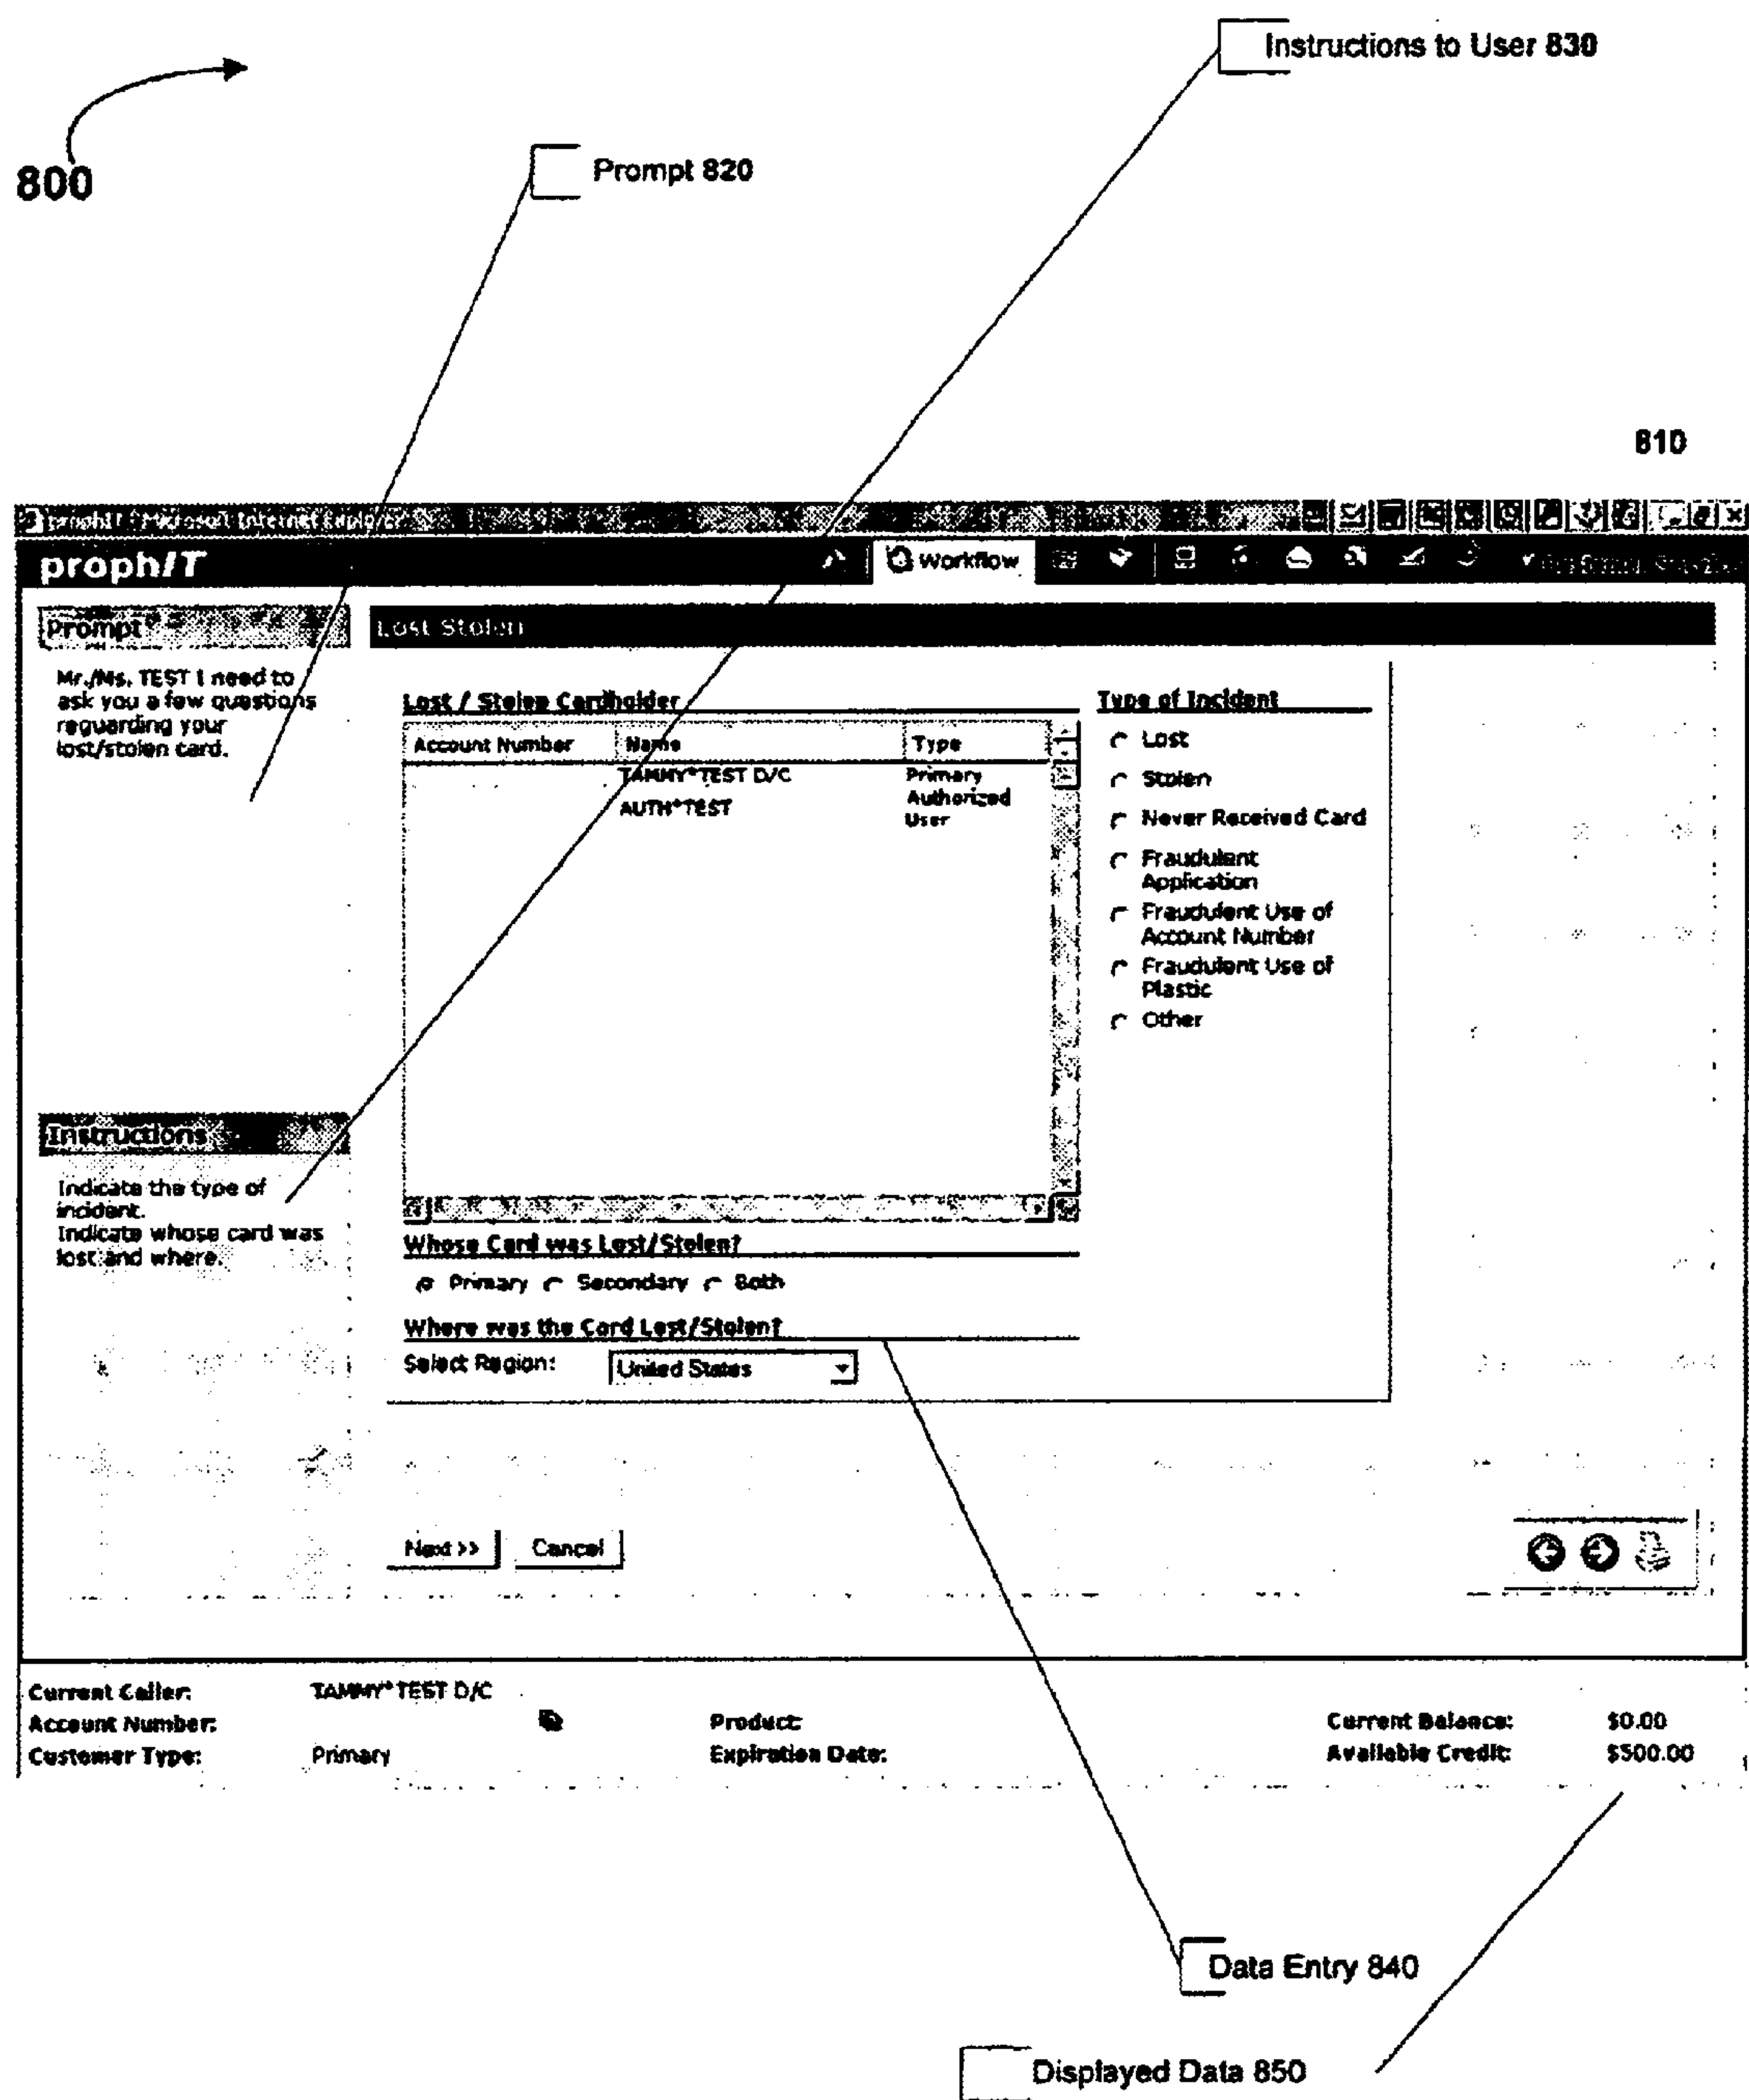 Instructions to User 830
Prompt 820
800
810
prophIT - Microsoft Internet Explorer
prophIT
Workflow
Prompt
Mr./Ms. TEST I need to
ask you a few questions
reguarding your
lost/stolen card.
Instructions
Indicate the type of
incident.
Indicate whose card was
lost and where.
Lost Stolen
Lost / Stolen Cardholder
Account Number Name Type
TAMMY*TEST D/C Primary
AUTH*TEST Authorized
User
Type of Incident
Lost
Stolen
Never Received Card
Fraudulent
Application
Fraudulent Use of
Account Number
Fraudulent Use of
Plastic
Other
Whose Card was Lost/Stolen?
Primary Secondary Both
Where was the Card Lost/Stolen?
Select Region: United States
Next >> Cancel
Current Caller: TAMMY*TEST D/C
Account Number: Product: Current Balance: $0.00
Customer Type: Primary Expiration Date: Available Credit: $500.00
Data Entry 840
Displayed Data 850